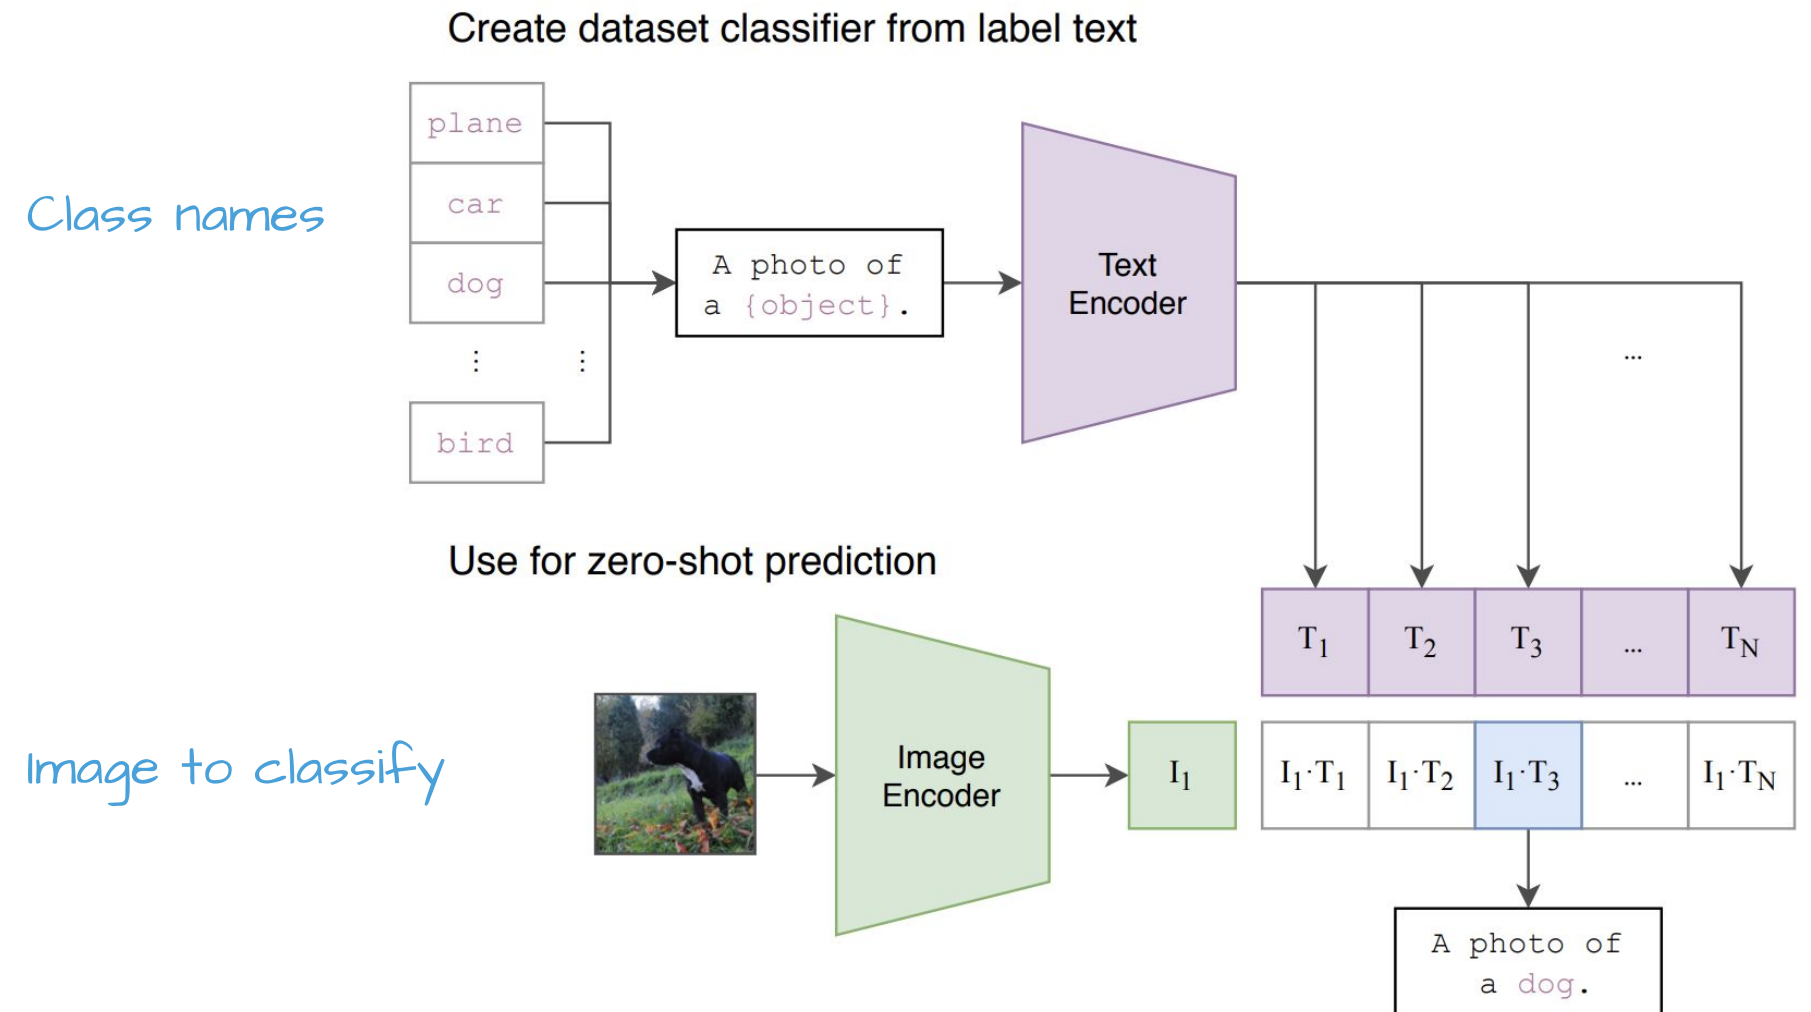 Create dataset classifier from label text
plane
car
dog
⋮ ⋮
bird
Class names
A photo of
a {object}.
Text
Encoder
...
Use for zero-shot prediction
Image to classify
Image
Encoder
I1
T1 T2 T3 ... TN
I1·T1 I1·T2 I1·T3 ... I1·TN
A photo of
a dog.